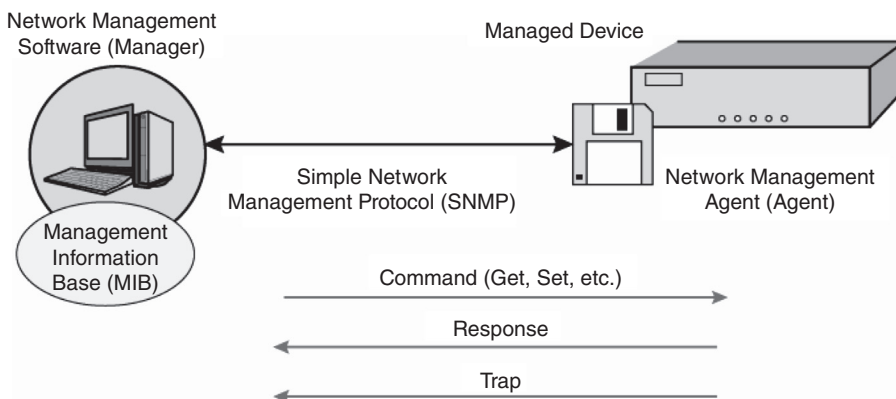 Network Management
Software (Manager)
Managed Device
Simple Network
Management Protocol (SNMP)
Network Management
Agent (Agent)
Management
Information
Base (MIB)
Command (Get, Set, etc.)
Response
Trap